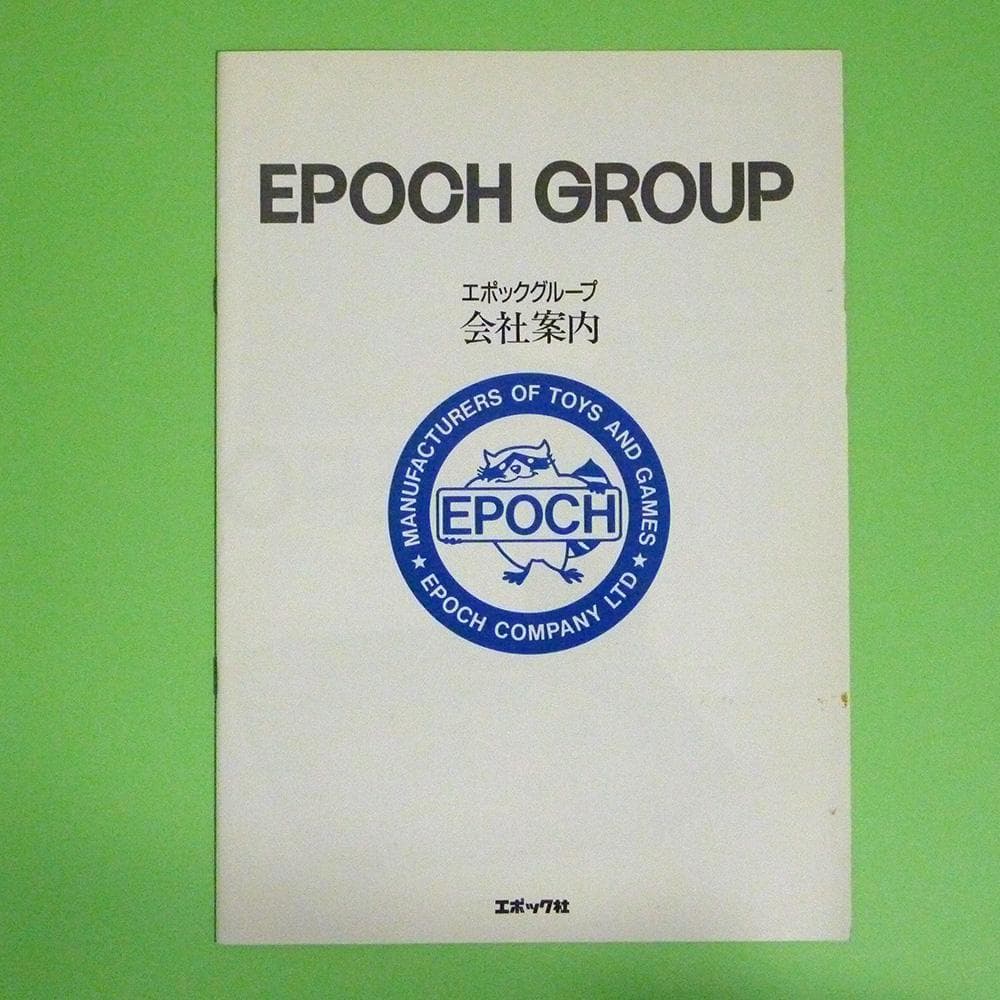 EPOCH GROUP
エポックグループ
会社案内
MANUFACTURERS OF TOYS AND GAMES
EPOCH
★ EPOCH COMPANY LTD ★
エポック社